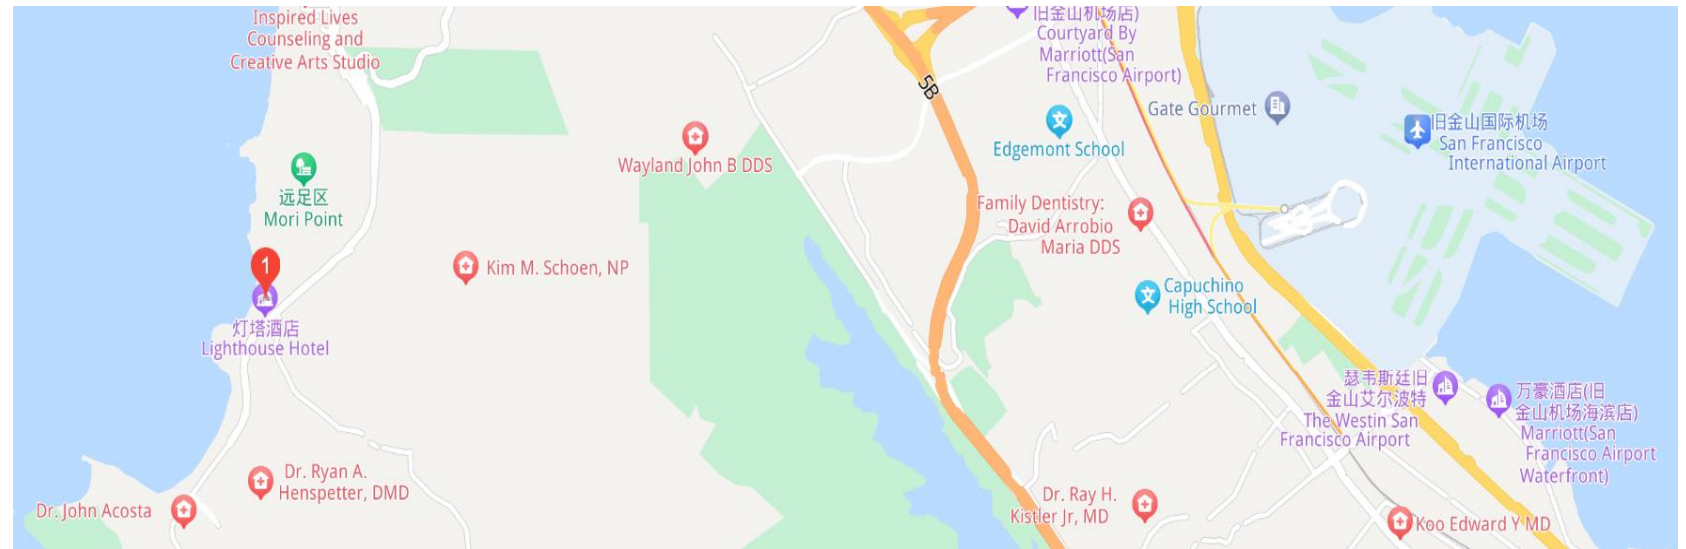 Inspired Lives
Counseling and
Creative Arts Studio
旧金山机场店)
Courtyard By
Marriott(San
Francisco Airport)
5B
Gate Gourmet
旧金山国际机场
San Francisco
International Airport
Edgemont School
Wayland John B DDS
远足区
Mori Point
Family Dentistry:
David Arrobio
Maria DDS
1
Kim M. Schoen, NP
Capuchino
High School
灯塔酒店
Lighthouse Hotel
瑟韦斯廷旧
金山艾尔波特
The Westin San
Francisco Airport
万豪酒店(旧
金山机场海滨店)
Marriott(San
Francisco Airport
Waterfront)
Dr. Ryan A.
Henspetter, DMD
Dr. John Acosta
Dr. Ray H.
Kistler Jr, MD
Koo Edward Y MD
文
文